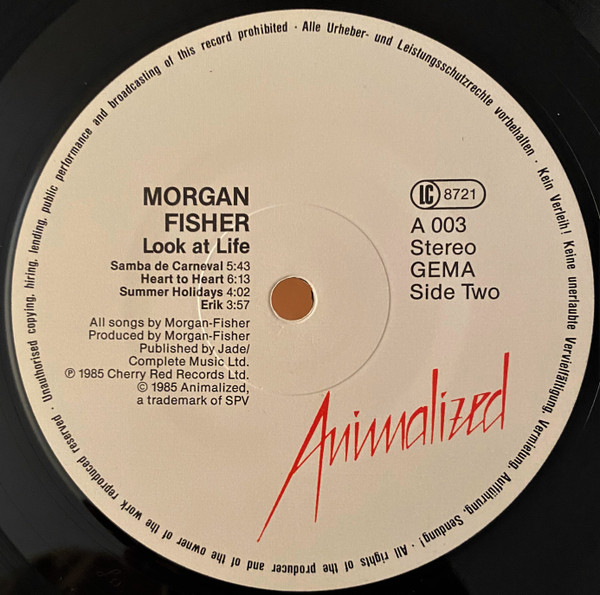 Unauthorised copying, hiring, lending, public performance and broadcasting of this record prohibited · Alle Urheber- und Leistungsschutzrechte vorbehalten · Kein Verleih! Keine unerlaubte Vervielfältigung, Vermietung, Aufführung, Sendung! · All rights of the producer and of the owner of the work reproduced reserved ·
MORGAN
FISHER
Look at Life
Samba de Carneval 5:43
Heart to Heart 6:13
Summer Holidays 4:02
Erik 3:57
All songs by Morgan-Fisher
Produced by Morgan-Fisher
Published by Jade/
Complete Music Ltd.
℗ 1985 Cherry Red Records Ltd.
© 1985 Animalized,
a trademark of SPV
LC 8721
A 003
Stereo
GEMA
Side Two
Animalized